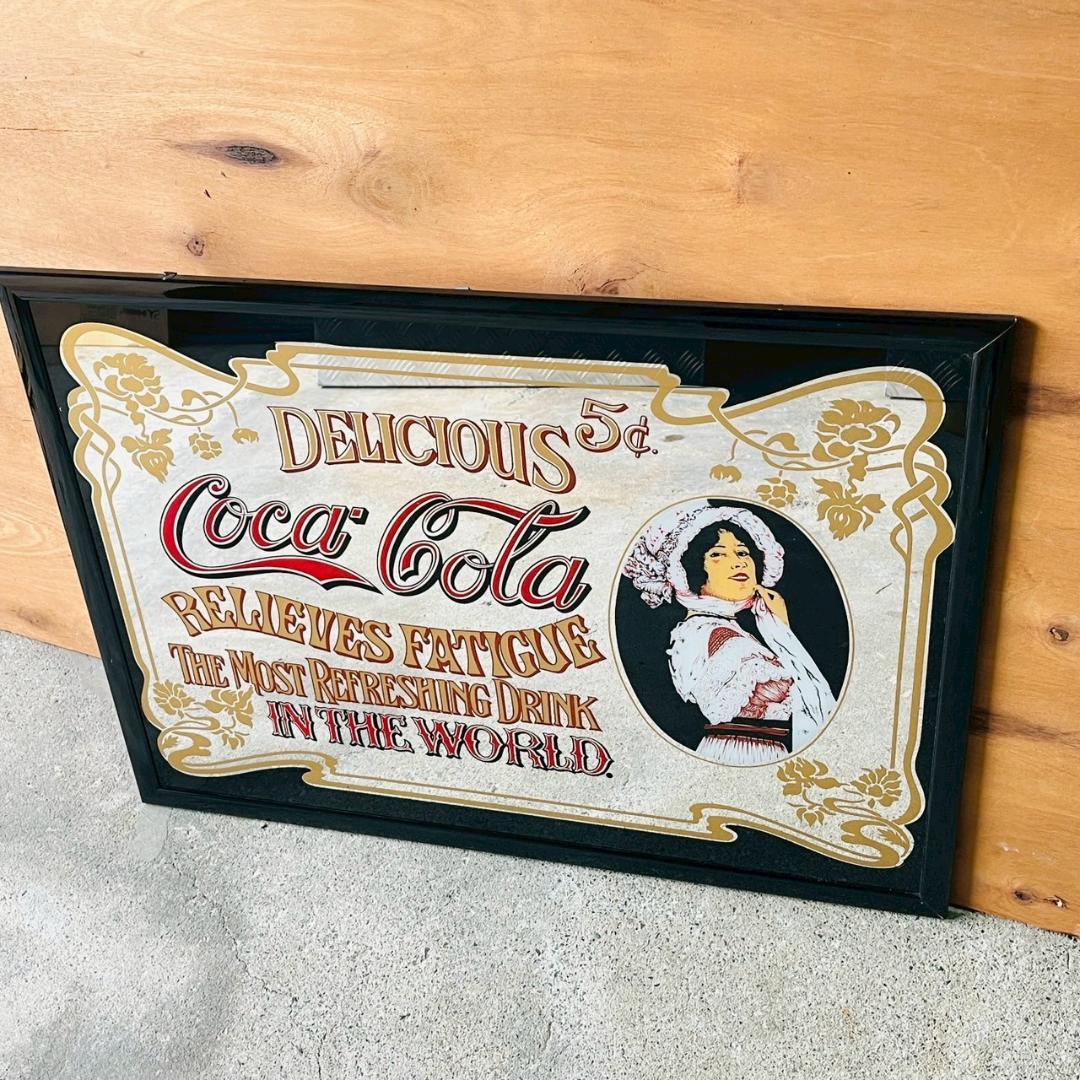 DELICIOUS 5¢.
Coca-Cola
RELIEVES FATIGUE
THE MOST REFRESHING DRINK
IN THE WORLD.